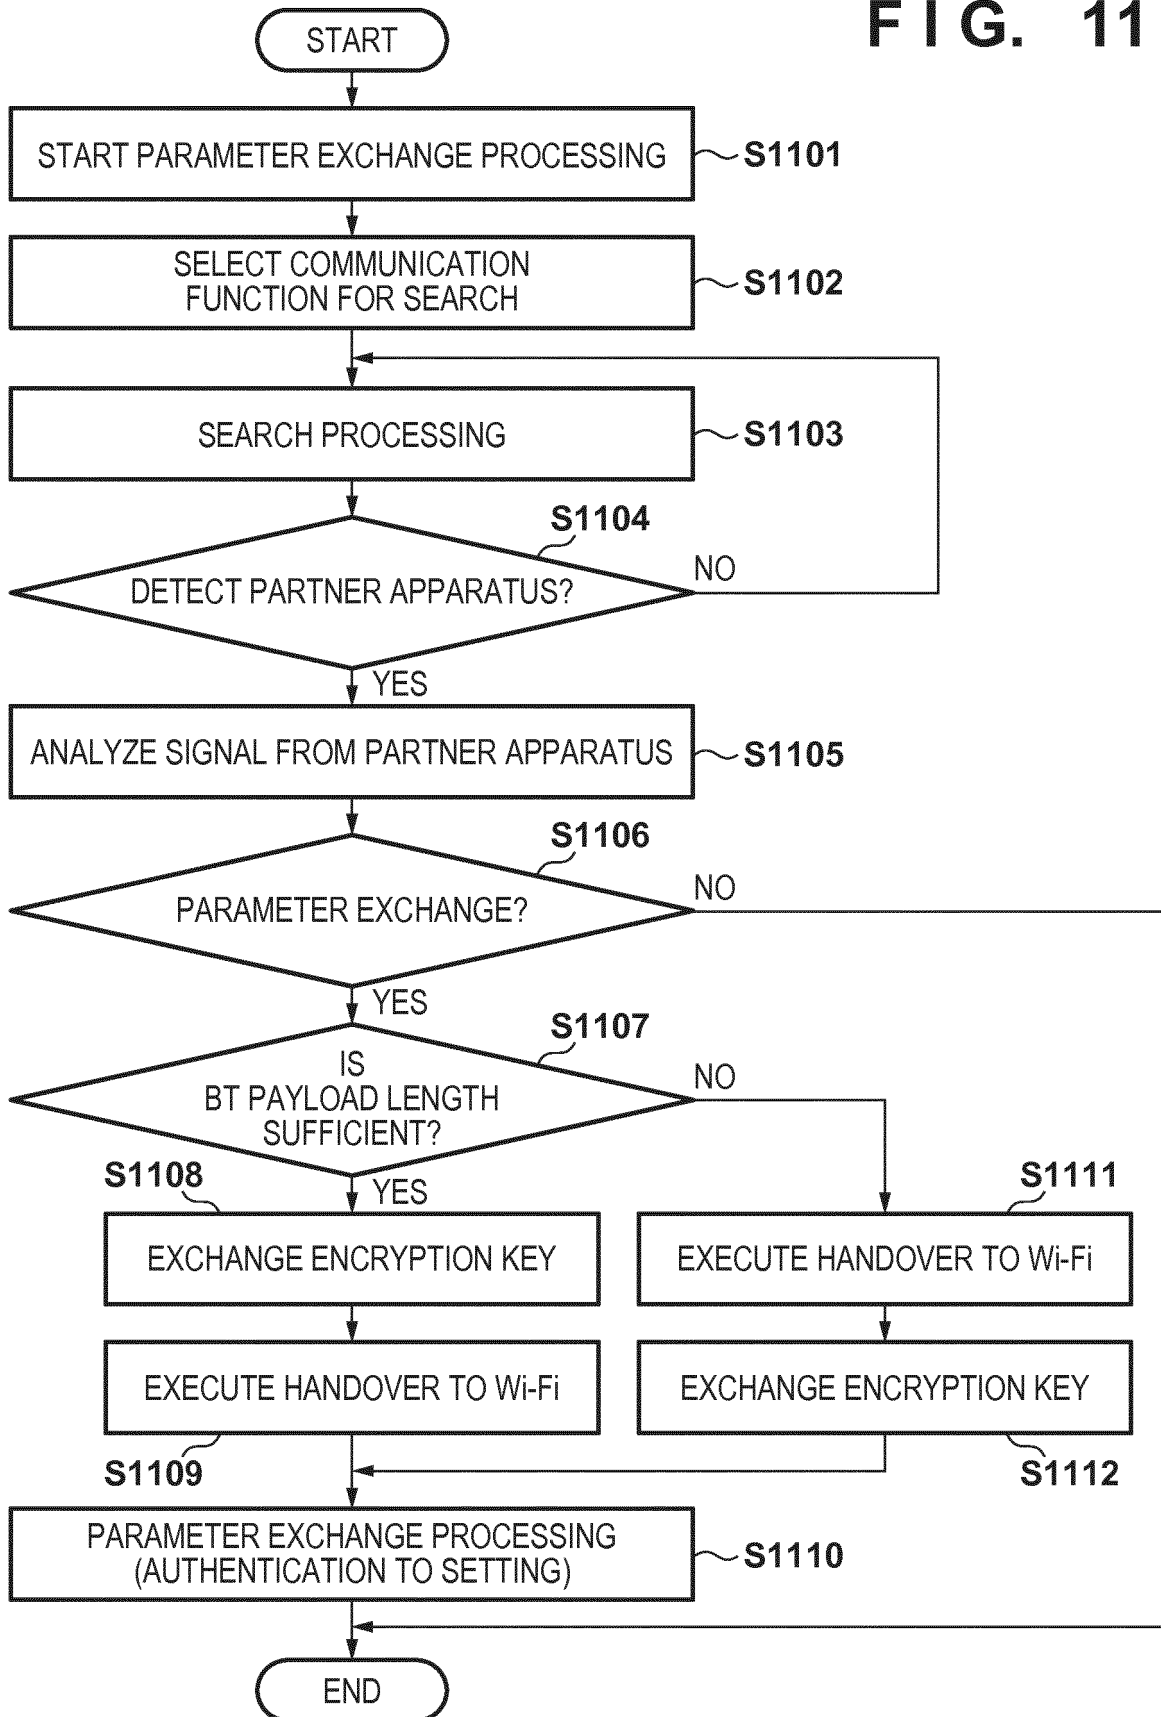 FIG. 11
START
START PARAMETER EXCHANGE PROCESSING
S1101
SELECT COMMUNICATION
FUNCTION FOR SEARCH
S1102
SEARCH PROCESSING
S1103
S1104
DETECT PARTNER APPARATUS?
NO
YES
ANALYZE SIGNAL FROM PARTNER APPARATUS
S1105
S1106
PARAMETER EXCHANGE?
NO
YES
S1107
IS
BT PAYLOAD LENGTH
SUFFICIENT?
NO
YES
S1108
EXCHANGE ENCRYPTION KEY
S1111
EXECUTE HANDOVER TO Wi-Fi
EXECUTE HANDOVER TO Wi-Fi
S1109
EXCHANGE ENCRYPTION KEY
S1112
PARAMETER EXCHANGE PROCESSING
(AUTHENTICATION TO SETTING)
S1110
END